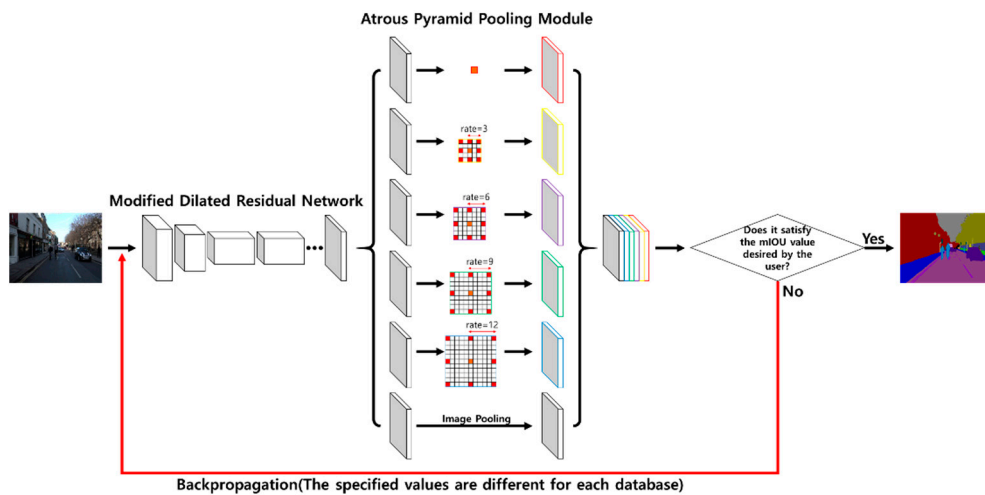 Atrous Pyramid Pooling Module
rate=3
Modified Dilated Residual Network
rate=6
Does it satisfy
the mIOU value
desired by the
user?
Yes
No
rate=9
rate=12
Image Pooling
Backpropagation(The specified values are different for each database)